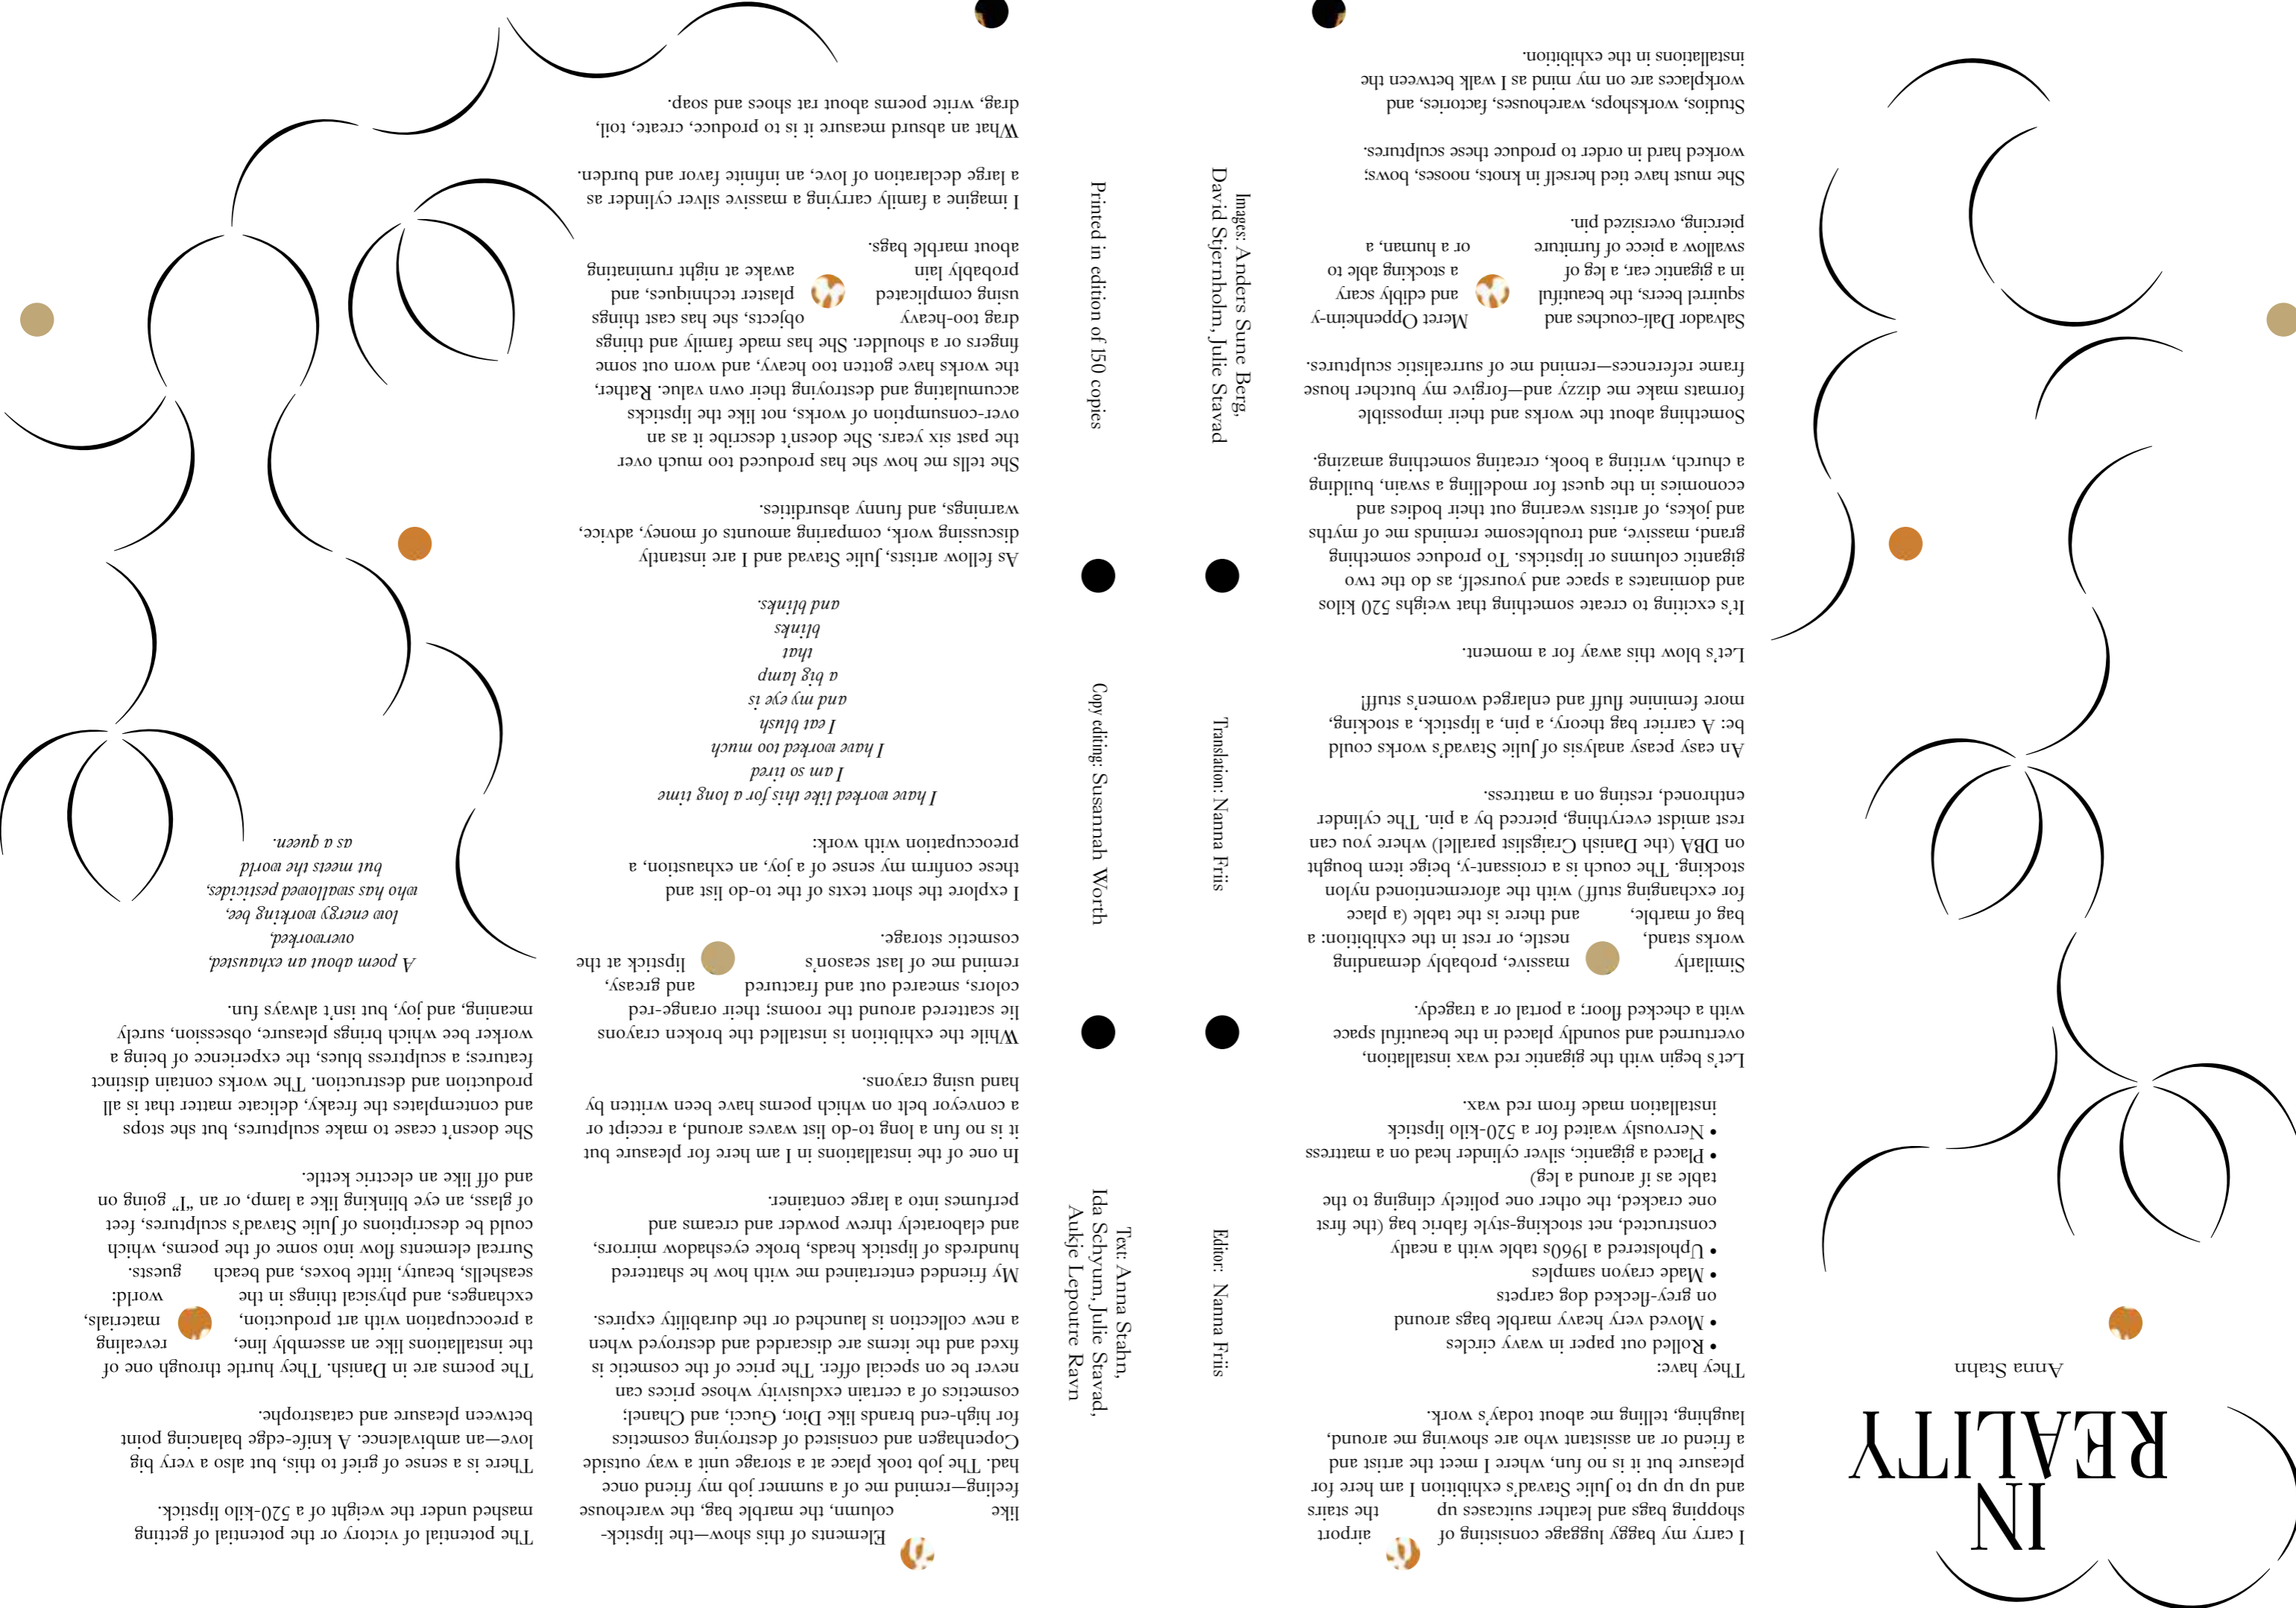 IN
REALITY
Anna Stahn
I carry my baggy luggage consisting of airport
shopping bags and leather suitcases up the stairs
and up up up to Julie Stavad’s exhibition I am here for
pleasure but it is no fun, where I meet the artist and
a friend or an assistant who are showing me around,
laughing, telling me about today’s work.
They have:
• Rolled out paper in wavy circles
• Moved very heavy marble bags around
on grey-flecked dog carpets
• Made crayon samples
• Upholstered a 1960s table with a neatly
constructed, net stocking-style fabric bag (the first
one cracked, the other one politely clinging to the
table as if around a leg)
• Placed a gigantic, silver cylinder head on a mattress
• Nervously waited for a 520-kilo lipstick
installation made from red wax.
Let’s begin with the gigantic red wax installation,
overturned and soundly placed in the beautiful space
with a checked floor; a portal or a tragedy.
Similarly massive, probably demanding
works stand, nestle, or rest in the exhibition: a
bag of marble, and there is the table (a place
for exchanging stuff) with the aforementioned nylon
stocking. The couch is a croissant-y, beige item bought
on DBA (the Danish Craigslist parallel) where you can
rest amidst everything, pierced by a pin. The cylinder
enthroned, resting on a mattress.
An easy peasy analysis of Julie Stavad’s works could
be: A carrier bag theory, a pin, a lipstick, a stocking,
more feminine fluff and enlarged women’s stuff!
Let’s blow this away for a moment.
It’s exciting to create something that weighs 520 kilos
and dominates a space and yourself, as do the two
gigantic columns or lipsticks. To produce something
grand, massive, and troublesome reminds me of myths
and jokes, of artists wearing out their bodies and
economies in the quest for modelling a swain, building
a church, writing a book, creating something amazing.
Something about the works and their impossible
formats make me dizzy and—forgive my butcher house
frame references—remind me of surrealistic sculptures.
Salvador Dalí-couches and Meret Oppenheim-y
squirrel beers, the beautiful and edibly scary
in a gigantic ear, a leg of a stocking able to
swallow a piece of furniture or a human, a
piercing, oversized pin.
She must have tied herself in knots, nooses, bows;
worked hard in order to produce these sculptures.
Studios, workshops, warehouses, factories, and
workplaces are on my mind as I walk between the
installations in the exhibition.
Editor: Nanna Friis
Translation: Nanna Friis
Images: Anders Sune Berg,
David Stjernholm, Julie Stavad
Text: Anna Stahn,
Ida Schyum, Julie Stavad,
Aukje Lepoutre Ravn
Copy editing: Susannah Worth
Printed in edition of 150 copies
Elements of this show—the lipstick-
like column, the marble bag, the warehouse
feeling—remind me of a summer job my friend once
had. The job took place at a storage unit a way outside
Copenhagen and consisted of destroying cosmetics
for high-end brands like Dior, Gucci, and Chanel;
cosmetics of a certain exclusivity whose prices can
never be on special offer. The price of the cosmetic is
fixed and the items are discarded and destroyed when
a new collection is launched or the durability expires.
My friended entertained me with how he shattered
hundreds of lipstick heads, broke eyeshadow mirrors,
and elaborately threw powder and creams and
perfumes into a large container.
In one of the installations in I am here for pleasure but
it is no fun a long to-do list waves around, a receipt or
a conveyor belt on which poems have been written by
hand using crayons.
While the exhibition is installed the broken crayons
lie scattered around the rooms; their orange-red
colors, smeared out and fractured and greasy,
remind me of last season’s lipstick at the
cosmetic storage.
I explore the short texts of the to-do list and
these confirm my sense of a joy, an exhaustion, a
preoccupation with work:
I have worked like this for a long time
I am so tired
I have worked too much
I eat blush
and my eye is
a big lamp
that
blinks
and blinks.
As fellow artists, Julie Stavad and I are instantly
discussing work, comparing amounts of money, advice,
warnings, and funny absurdities.
She tells me how she has produced too much over
the past six years. She doesn’t describe it as an
over-consumption of works, not like the lipsticks
accumulating and destroying their own value. Rather,
the works have gotten too heavy, and worn out some
fingers or a shoulder. She has made family and things
drag too-heavy objects, she has cast things
using complicated plaster techniques, and
probably lain awake at night ruminating
about marble bags.
I imagine a family carrying a massive silver cylinder as
a large declaration of love, an infinite favor and burden.
What an absurd measure it is to produce, create, toil,
drag, write poems about rat shoes and soap.
The potential of victory or the potential of getting
mashed under the weight of a 520-kilo lipstick.
There is a sense of grief to this, but also a very big
love—an ambivalence. A knife-edge balancing point
between pleasure and catastrophe.
The poems are in Danish. They hurtle through one of
the installations like an assembly line, revealing
a preoccupation with art production, materials,
exchanges, and physical things in the world:
seashells, beauty, little boxes, and beach guests.
Surreal elements flow into some of the poems, which
could be descriptions of Julie Stavad’s sculptures, feet
of glass, an eye blinking like a lamp, or an “I” going on
and off like an electric kettle.
She doesn’t cease to make sculptures, but she stops
and contemplates the freaky, delicate matter that is all
production and destruction. The works contain distinct
features; a sculptress blues, the experience of being a
worker bee which brings pleasure, obsession, surely
meaning, and joy, but isn’t always fun.
A poem about an exhausted,
overworked,
low energy working bee,
who has swallowed pesticides,
but meets the world
as a queen.